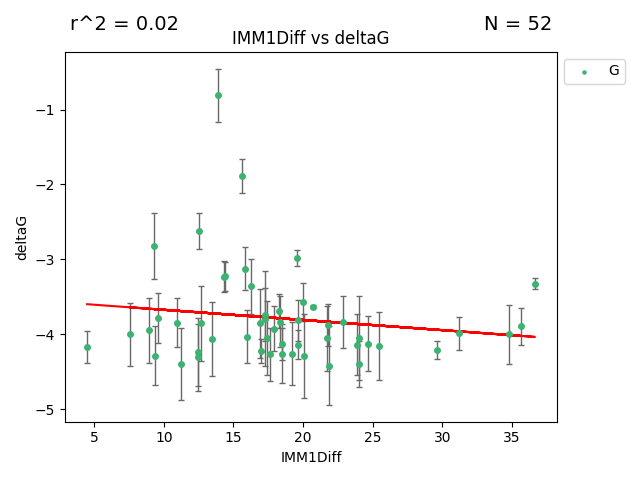 r^2 = 0.02
N = 52
IMM1Diff vs deltaG
G
−1
−2
−3
−4
−5
deltaG
5 10 15 20 25 30 35
IMM1Diff